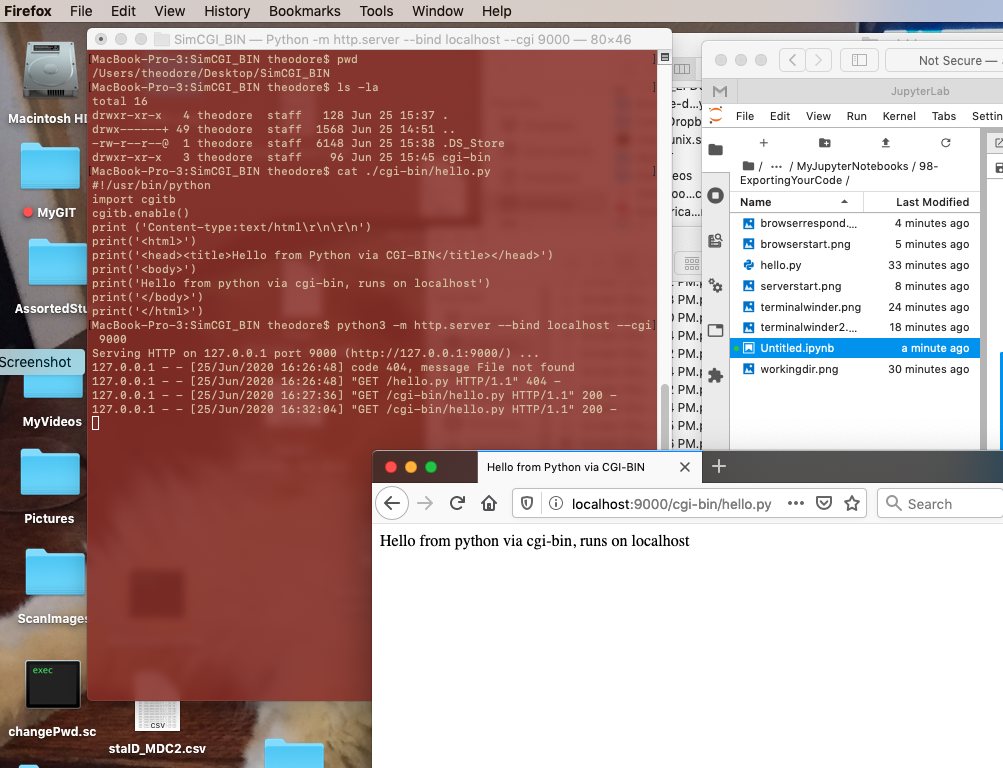 Firefox File Edit View History Bookmarks Tools Window Help
SimCGI_BIN — Python -m http.server --bind localhost --cgi 9000 — 80×46
MacBook-Pro-3:SimCGI_BIN theodore$ pwd
/Users/theodore/Desktop/SimCGI_BIN
MacBook-Pro-3:SimCGI_BIN theodore$ ls -la
total 16
drwxr-xr-x 4 theodore staff 128 Jun 25 15:37 .
drwx------+ 49 theodore staff 1568 Jun 25 14:51 ..
-rw-r--r--@ 1 theodore staff 6148 Jun 25 15:38 .DS_Store
drwxr-xr-x 3 theodore staff 96 Jun 25 15:45 cgi-bin
MacBook-Pro-3:SimCGI_BIN theodore$ cat ./cgi-bin/hello.py
#!/usr/bin/python
import cgitb
cgitb.enable()
print ('Content-type:text/html\r\n\r\n')
print('<html>')
print('<head><title>Hello from Python via CGI-BIN</title></head>')
print('<body>')
print('Hello from python via cgi-bin, runs on localhost')
print('</body>')
print('</html>')
MacBook-Pro-3:SimCGI_BIN theodore$ python3 -m http.server --bind localhost --cgi
9000
Serving HTTP on 127.0.0.1 port 9000 (http://127.0.0.1:9000/) ...
127.0.0.1 - - [25/Jun/2020 16:26:48] code 404, message File not found
127.0.0.1 - - [25/Jun/2020 16:26:48] "GET /hello.py HTTP/1.1" 404 -
127.0.0.1 - - [25/Jun/2020 16:27:36] "GET /cgi-bin/hello.py HTTP/1.1" 200 -
127.0.0.1 - - [25/Jun/2020 16:32:04] "GET /cgi-bin/hello.py HTTP/1.1" 200 -
Macintosh HD
MyGIT
AssortedStu
Screenshot
MyVideos
Pictures
ScanImages
exec
changePwd.sc
CSV
staID_MDC2.csv
Not Secure —
JupyterLab
File Edit View Run Kernel Tabs Settin
/ ··· / MyJupyterNotebooks / 98-
ExportingYourCode /
Name Last Modified
browserrespond.... 4 minutes ago
browserstart.png 5 minutes ago
hello.py 33 minutes ago
serverstart.png 8 minutes ago
terminalwinder.png 24 minutes ago
terminalwinder2.... 18 minutes ago
Untitled.ipynb a minute ago
workingdir.png 30 minutes ago
Hello from Python via CGI-BIN
localhost:9000/cgi-bin/hello.py
Search
Hello from python via cgi-bin, runs on localhost